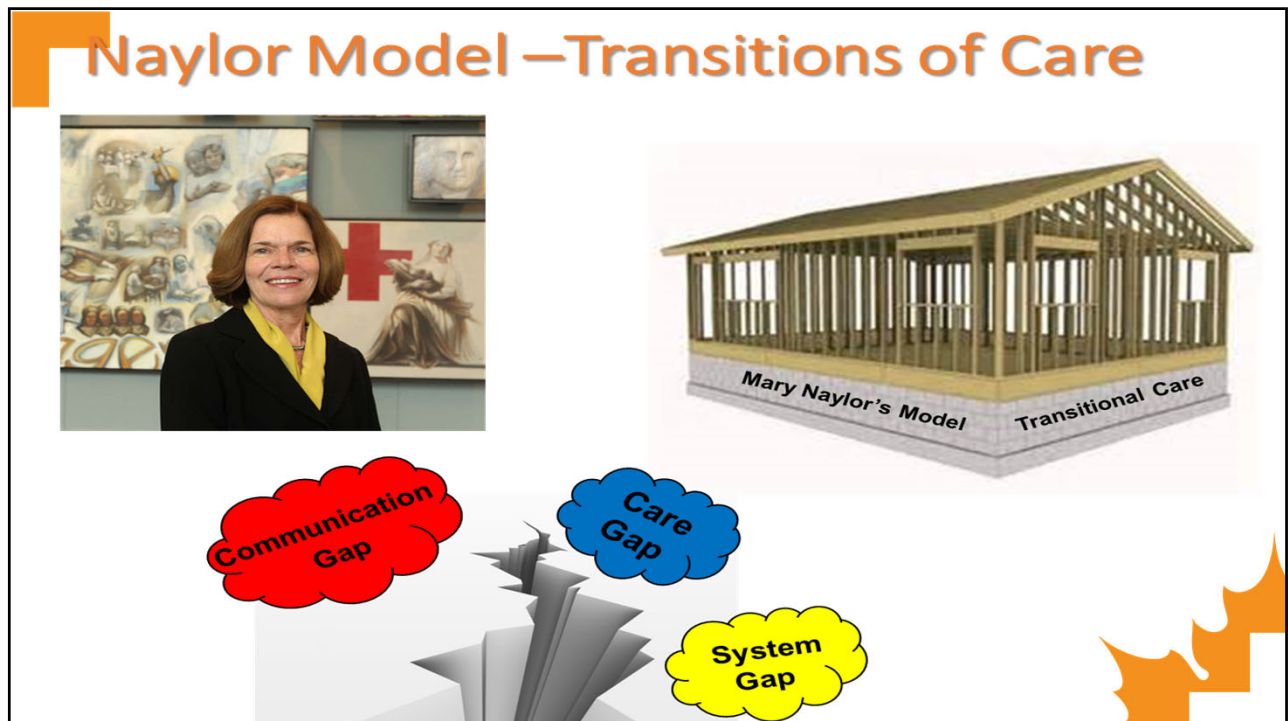 Naylor Model –Transitions of Care
Mary Naylor's Model
Transitional Care
Communication
Gap
Care
Gap
System
Gap